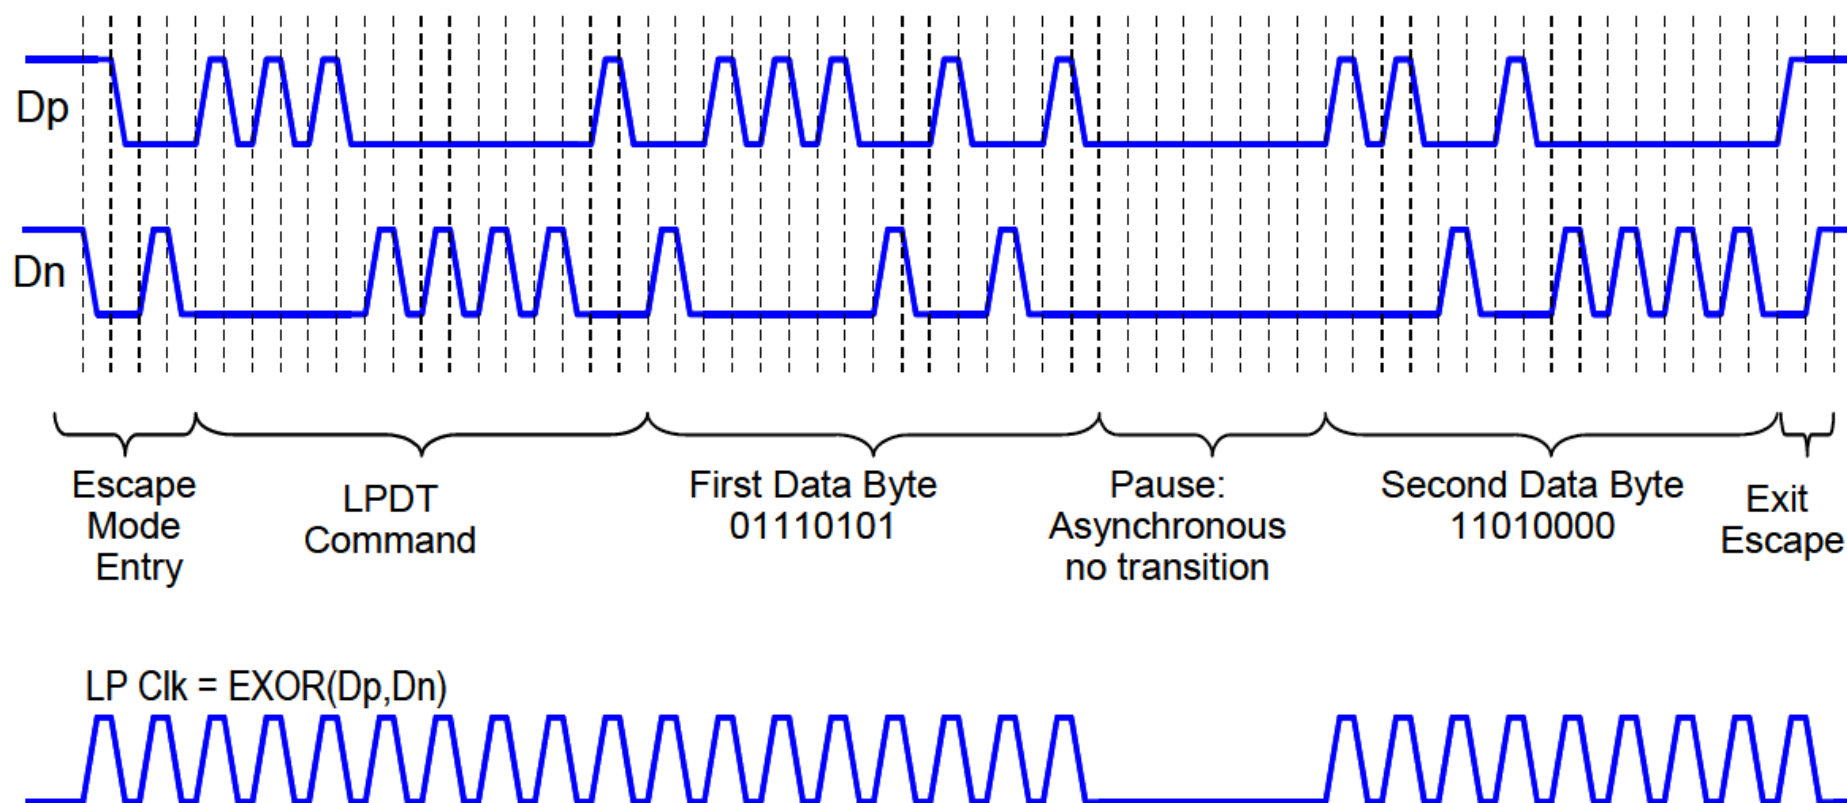 Dp
Dn
Escape
Mode
Entry
LPDT
Command
First Data Byte
01110101
Pause:
Asynchronous
no transition
Second Data Byte
11010000
Exit
Escape
LP Clk = EXOR(Dp,Dn)